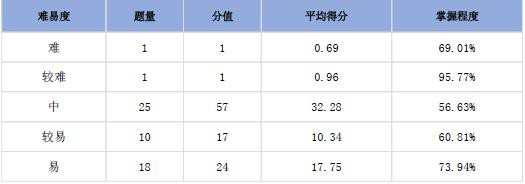 难易度 题量 分值 平均得分 掌握程度
难 1 1 0.69 69.01%
较难 1 1 0.96 95.77%
中 25 57 32.28 56.63%
较易 10 17 10.34 60.81%
易 18 24 17.75 73.94%